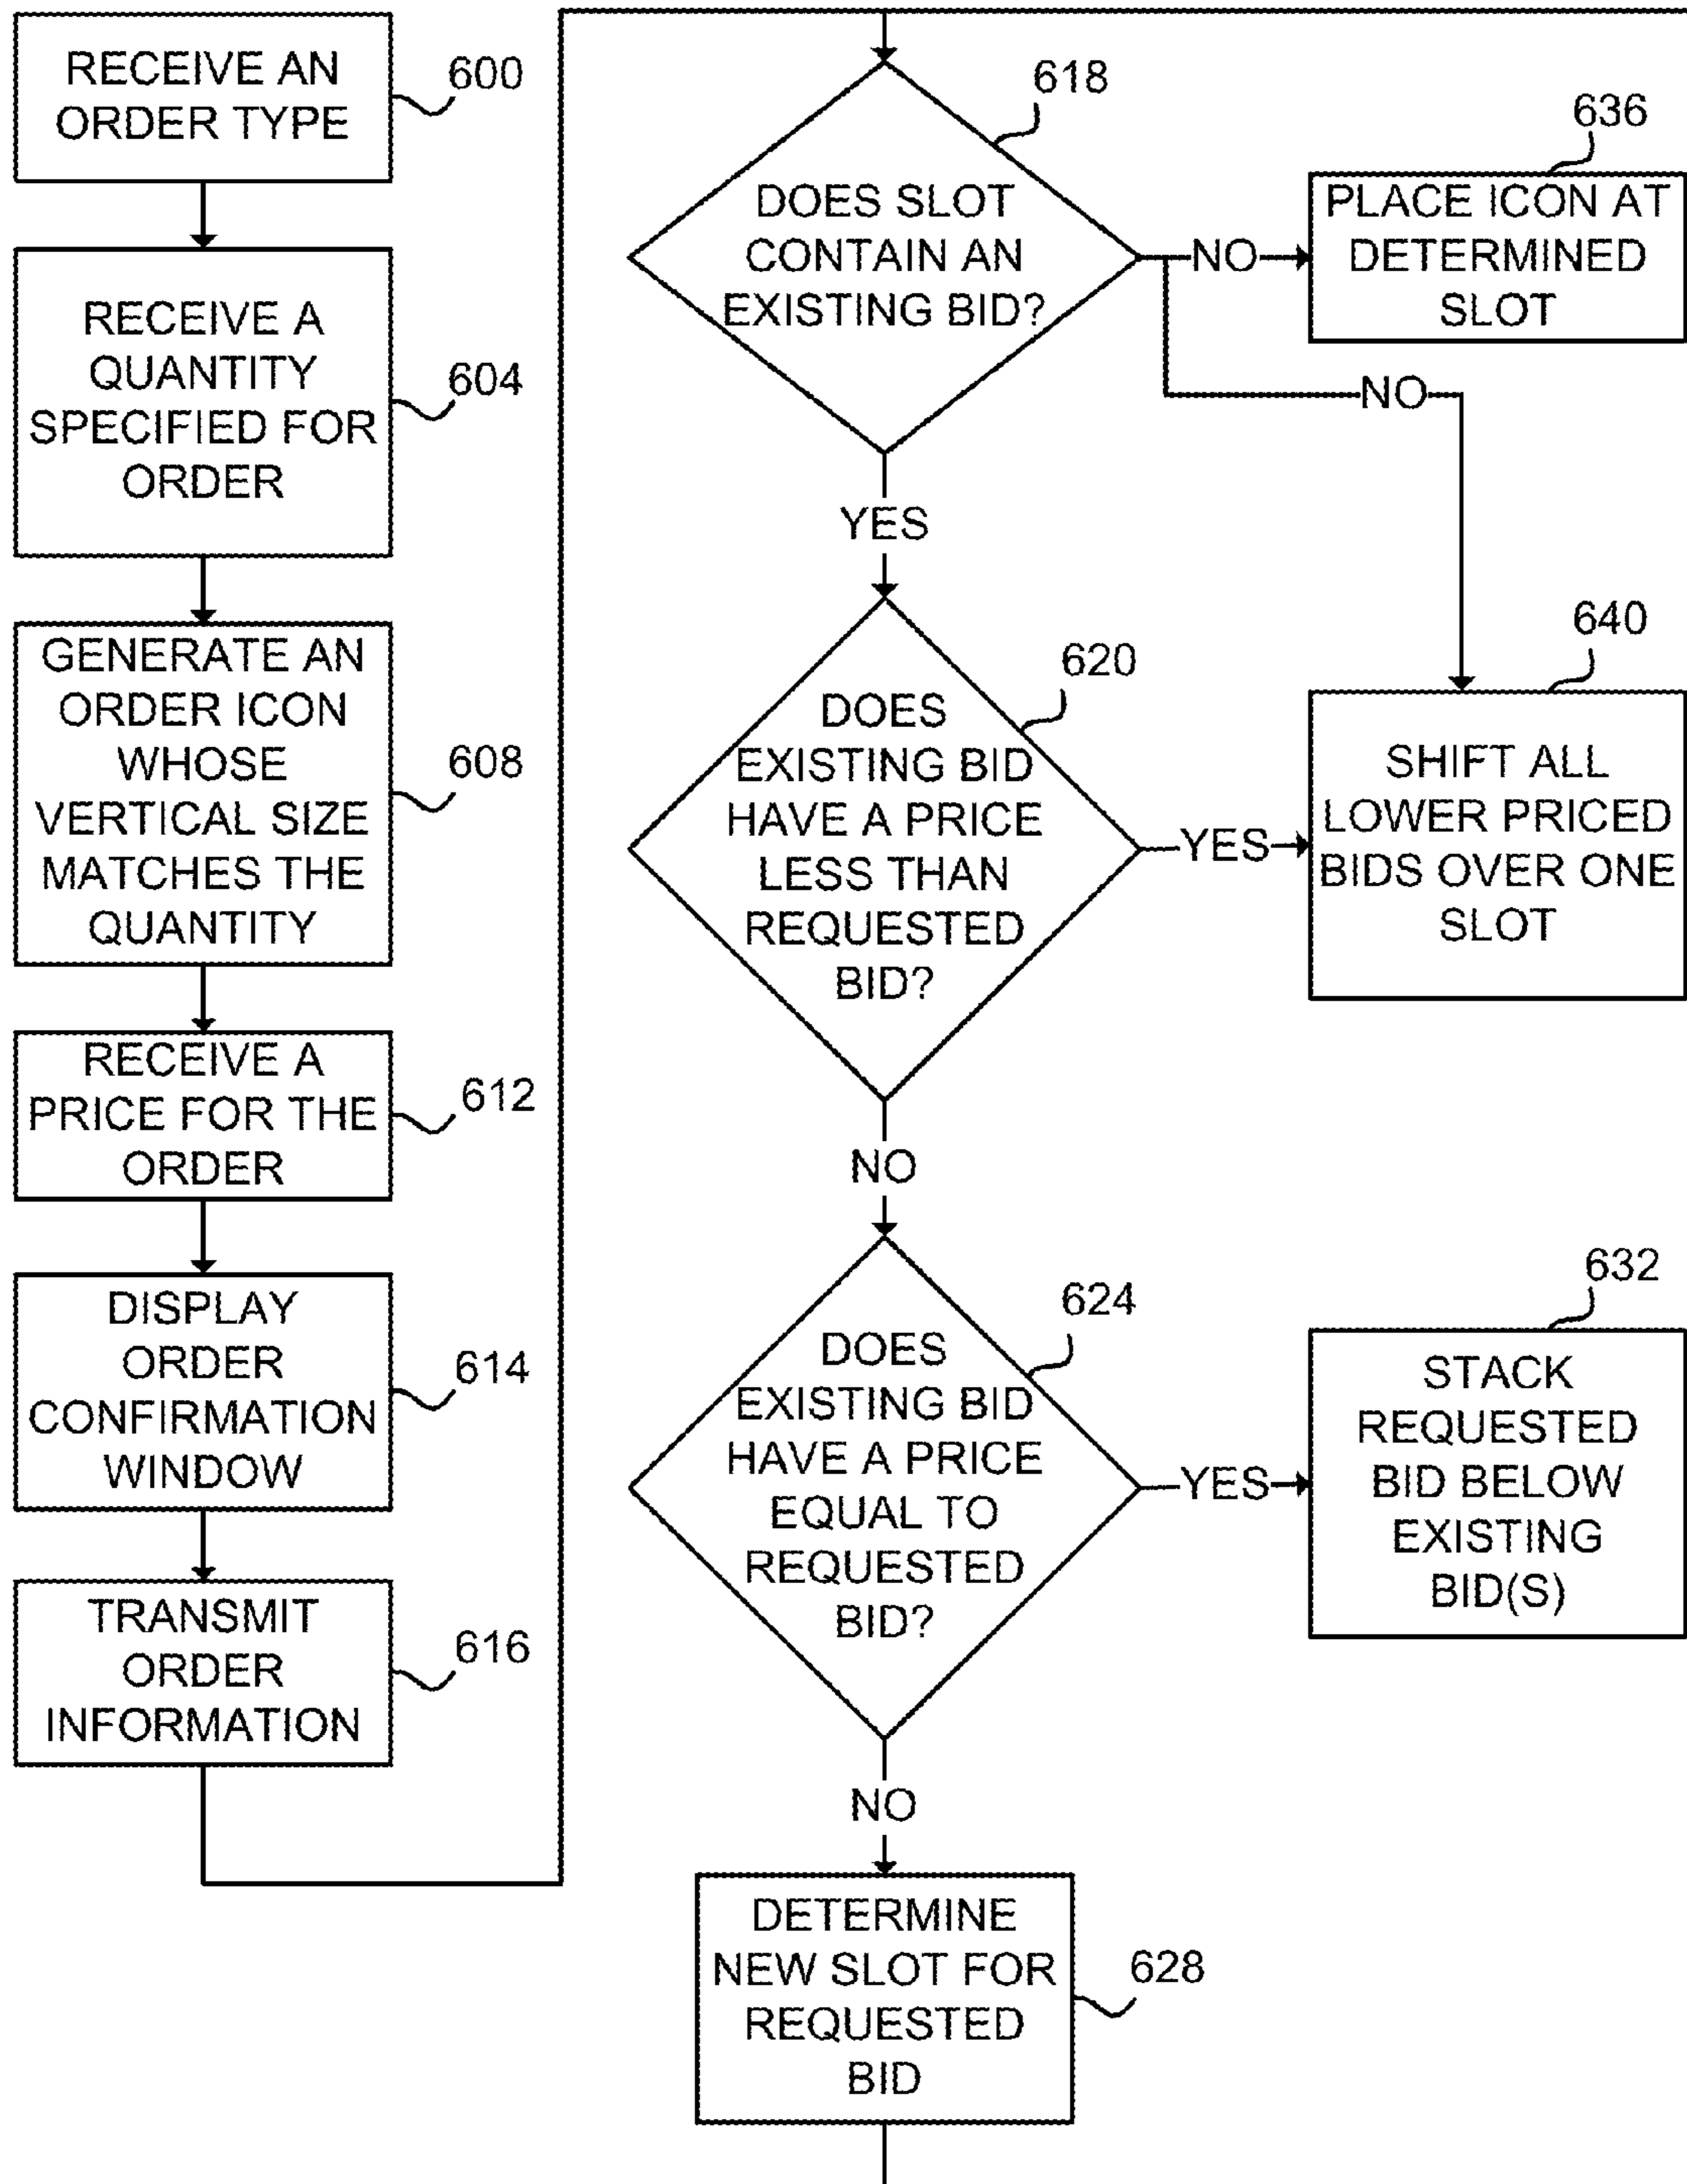 RECEIVE AN
ORDER TYPE
600
RECEIVE A
QUANTITY
SPECIFIED FOR
ORDER
604
GENERATE AN
ORDER ICON
WHOSE
VERTICAL SIZE
MATCHES THE
QUANTITY
608
RECEIVE A
PRICE FOR THE
ORDER
612
DISPLAY
ORDER
CONFIRMATION
WINDOW
614
TRANSMIT
ORDER
INFORMATION
616
618
DOES SLOT
CONTAIN AN
EXISTING BID?
NO
636
PLACE ICON AT
DETERMINED
SLOT
NO
YES
620
DOES
EXISTING BID
HAVE A PRICE
LESS THAN
REQUESTED
BID?
YES
640
SHIFT ALL
LOWER PRICED
BIDS OVER ONE
SLOT
NO
624
DOES
EXISTING BID
HAVE A PRICE
EQUAL TO
REQUESTED
BID?
YES
632
STACK
REQUESTED
BID BELOW
EXISTING
BID(S)
NO
DETERMINE
NEW SLOT FOR
REQUESTED
BID
628